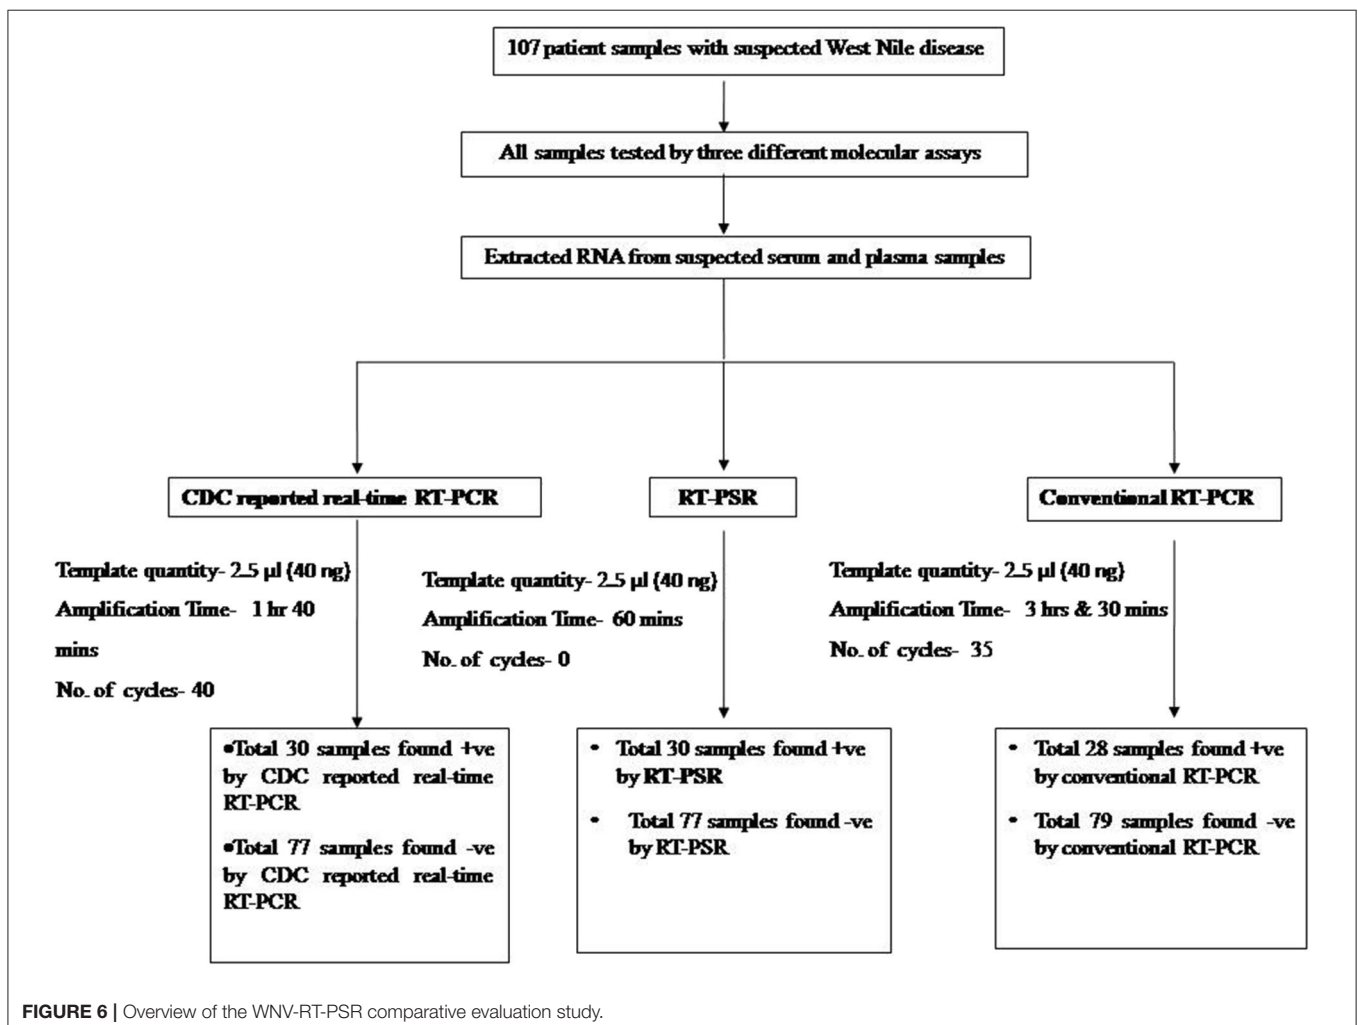 107 patient samples with suspected West Nile disease
All samples tested by three different molecular assays
Extracted RNA from suspected serum and plasma samples
CDC reported real-time RT-PCR
RT-PSR
Conventional RT-PCR
Template quantity- 2.5 µl (40 ng)
Amplification Time- 1 hr 40
mins
No. of cycles- 40
Template quantity- 2.5 µl (40 ng)
Amplification Time- 60 mins
No. of cycles- 0
Template quantity- 2.5 µl (40 ng)
Amplification Time- 3 hrs & 30 mins
No. of cycles- 35
•Total 30 samples found +ve
by CDC reported real-time
RT-PCR
•Total 77 samples found -ve
by CDC reported real-time
RT-PCR
• Total 30 samples found +ve
by RT-PSR
• Total 77 samples found -ve
by RT-PSR
• Total 28 samples found +ve
by conventional RT-PCR
• Total 79 samples found -ve
by conventional RT-PCR
FIGURE 6 | Overview of the WNV-RT-PSR comparative evaluation study.